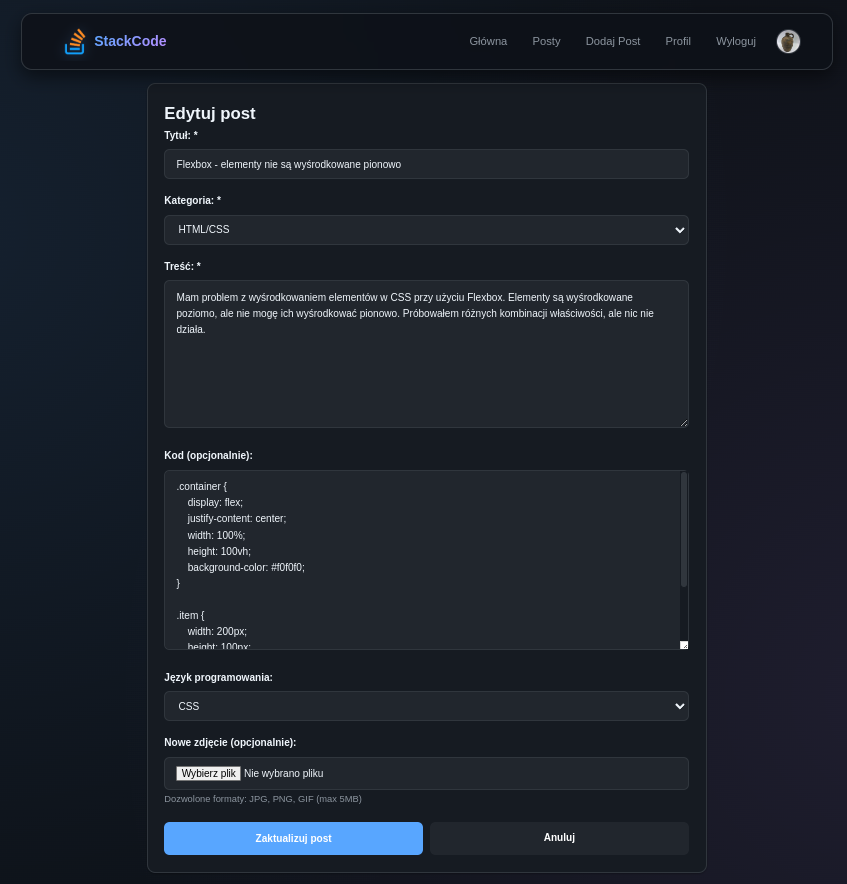 StackCode
Główna
Posty
Dodaj Post
Profil
Wyloguj
Edytuj post
Tytuł: *
Flexbox - elementy nie są wyśrodkowane pionowo
Kategoria: *
HTML/CSS
Treść: *
Mam problem z wyśrodkowaniem elementów w CSS przy użyciu Flexbox. Elementy są wyśrodkowane
poziomo, ale nie mogę ich wyśrodkować pionowo. Próbowałem różnych kombinacji właściwości, ale nic nie
działa.
Kod (opcjonalnie):
.container {
    display: flex;
    justify-content: center;
    width: 100%;
    height: 100vh;
    background-color: #f0f0f0;
}
.item {
    width: 200px;
    height: 100px;
Język programowania:
CSS
Nowe zdjęcie (opcjonalnie):
Wybierz plik Nie wybrano pliku
Dozwolone formaty: JPG, PNG, GIF (max 5MB)
Zaktualizuj post
Anuluj